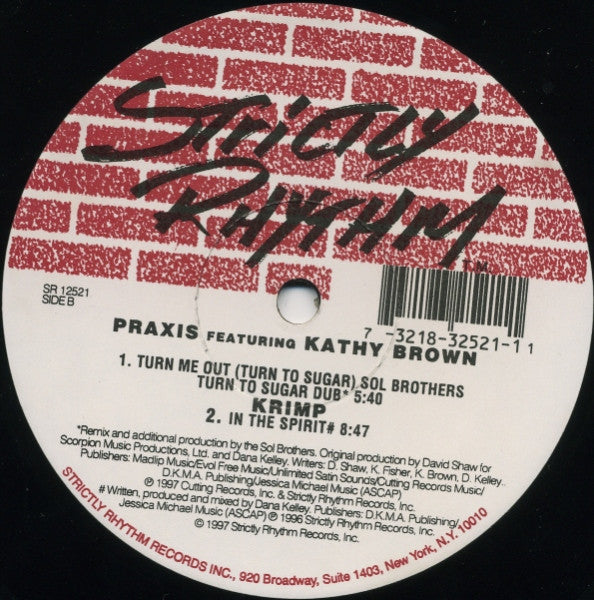 STRICTLY
RHYTHM
T.M.
SR 12521
SIDE B
7 -3218-32521-1 1
PRAXIS FEATURING KATHY BROWN
1. TURN ME OUT (TURN TO SUGAR) SOL BROTHERS
TURN TO SUGAR DUB* 5:40
KRIMP
2. IN THE SPIRIT# 8:47
*Remix and additional production by the Sol Brothers. Original production by David Shaw for
Scorpion Music Productions, Ltd. and Dana Kelley. Writers: D. Shaw, K. Fisher, K. Brown, D. Kelley..
Publishers: Madlip Music/Evol Free Music/Unlimited Satin Sounds/Cutting Records Music/
D.K.M.A. Publishing/Jessica Michael Music (ASCAP)
℗ 1997 Cutting Records, Inc. & Strictly Rhythm Records, Inc.
# Written, produced and mixed by Dana Kelley. Publishers: D.K.M.A. Publishing/
Jessica Michael Music (ASCAP) ℗ 1996 Strictly Rhythm Records, Inc.
© 1997 Strictly Rhythm Records, Inc.
STRICTLY RHYTHM RECORDS INC., 920 Broadway, Suite 1403, New York, N.Y. 10010